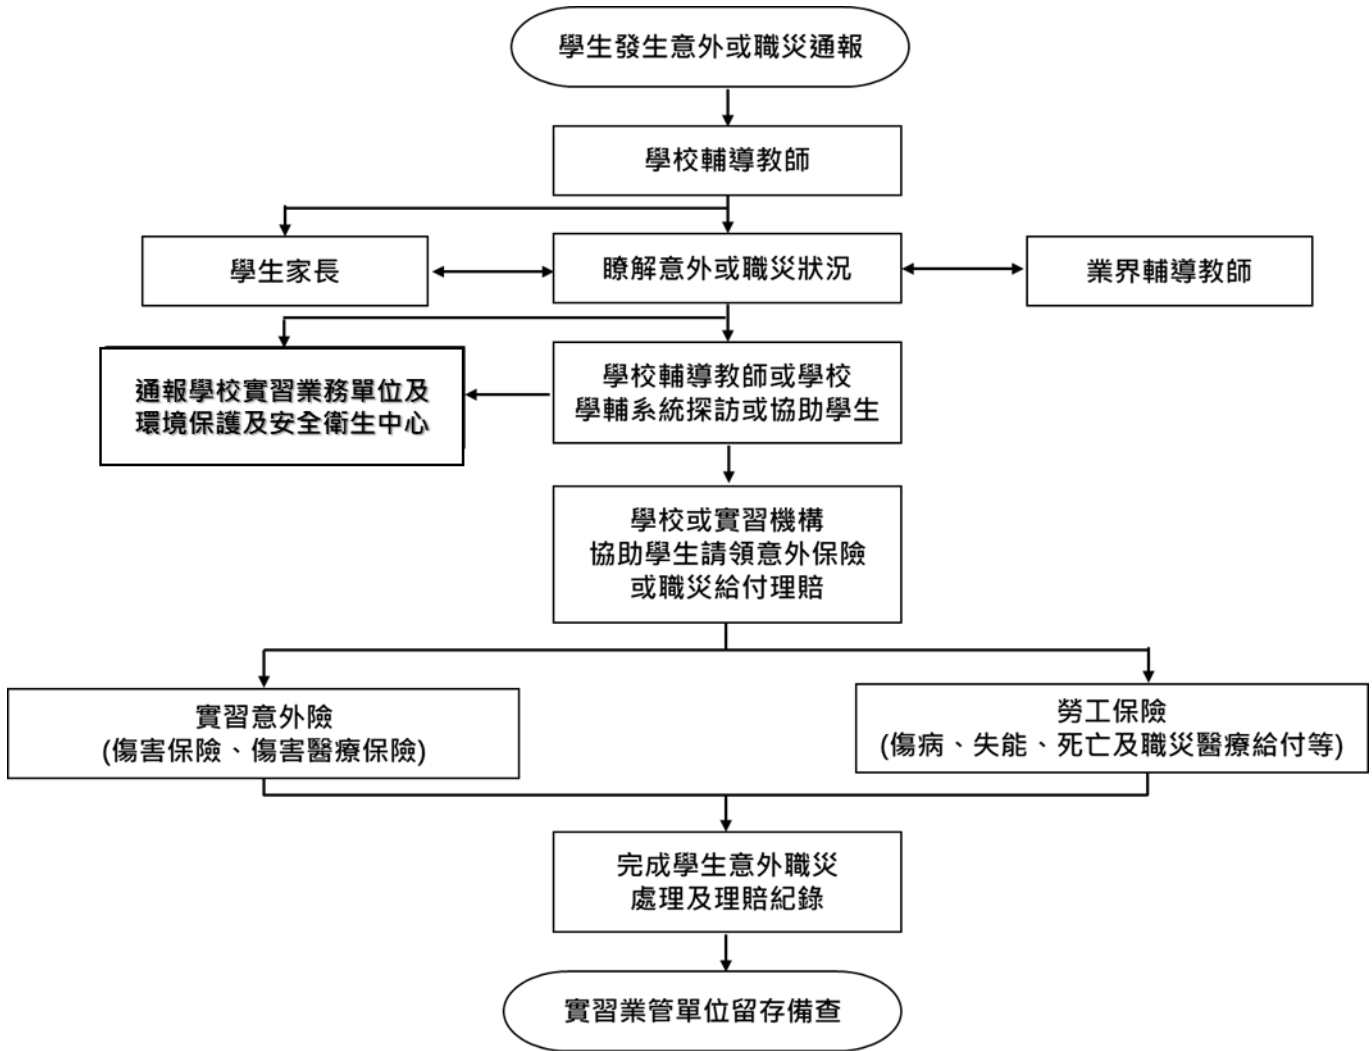 學生發生意外或職災通報
學校輔導教師
學生家長
瞭解意外或職災狀況
業界輔導教師
通報學校實習業務單位及
環境保護及安全衛生中心
學校輔導教師或學校
學輔系統探訪或協助學生
學校或實習機構
協助學生請領意外保險
或職災給付理賠
實習意外險
(傷害保險、傷害醫療保險)
勞工保險
(傷病、失能、死亡及職災醫療給付等)
完成學生意外職災
處理及理賠紀錄
實習業管單位留存備查